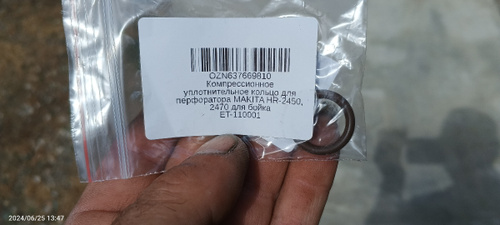 OZN637669810
Компрессионное
уплотнительное кольцо для
перфоратора MAKITA HR-2450,
2470 для бойка
ET-110001
2024/06/25 13:47